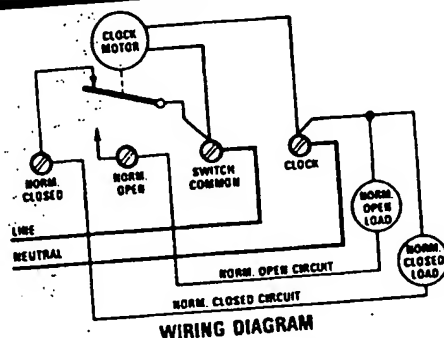 CLOCK
MOTOR
NORM.
CLOSED
NORM.
OPEN
SWITCH
COMMON
CLOCK
NORM.
OPEN
LOAD
NORM.
CLOSED
LOAD
LINE
NEUTRAL
NORM. OPEN CIRCUIT
NORM. CLOSED CIRCUIT
WIRING DIAGRAM